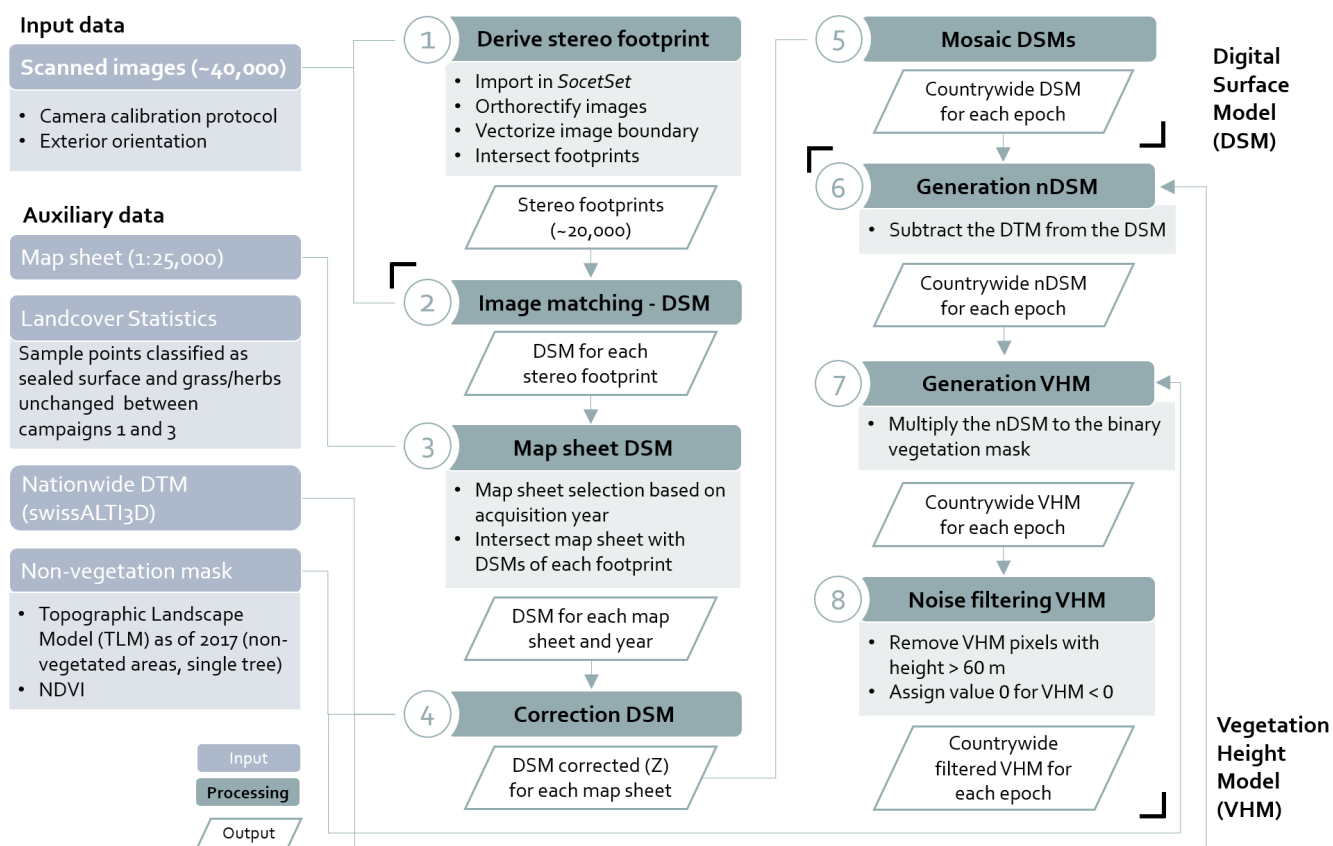 Input data
Scanned images (~40,000)
• Camera calibration protocol
• Exterior orientation
Auxiliary data
Map sheet (1:25,000)
Landcover Statistics
Sample points classified as
sealed surface and grass/herbs
unchanged between
campaigns 1 and 3
Nationwide DTM
(swissALTI3D)
Non-vegetation mask
• Topographic Landscape
Model (TLM) as of 2017 (non-
vegetated areas, single tree)
• NDVI
Input
Processing
Output
1
Derive stereo footprint
• Import in SocetSet
• Orthorectify images
• Vectorize image boundary
• Intersect footprints
Stereo footprints
(~20,000)
2
Image matching - DSM
DSM for each
stereo footprint
3
Map sheet DSM
• Map sheet selection based on
acquisition year
• Intersect map sheet with
DSMs of each footprint
DSM for each map
sheet and year
4
Correction DSM
DSM corrected (Z)
for each map sheet
5
Mosaic DSMs
Countrywide DSM
for each epoch
6
Generation nDSM
• Subtract the DTM from the DSM
Countrywide nDSM
for each epoch
7
Generation VHM
• Multiply the nDSM to the binary
vegetation mask
Countrywide VHM
for each epoch
8
Noise filtering VHM
• Remove VHM pixels with
height > 60 m
• Assign value 0 for VHM < 0
Countrywide
filtered VHM for
each epoch
Digital
Surface
Model
(DSM)
Vegetation
Height
Model
(VHM)